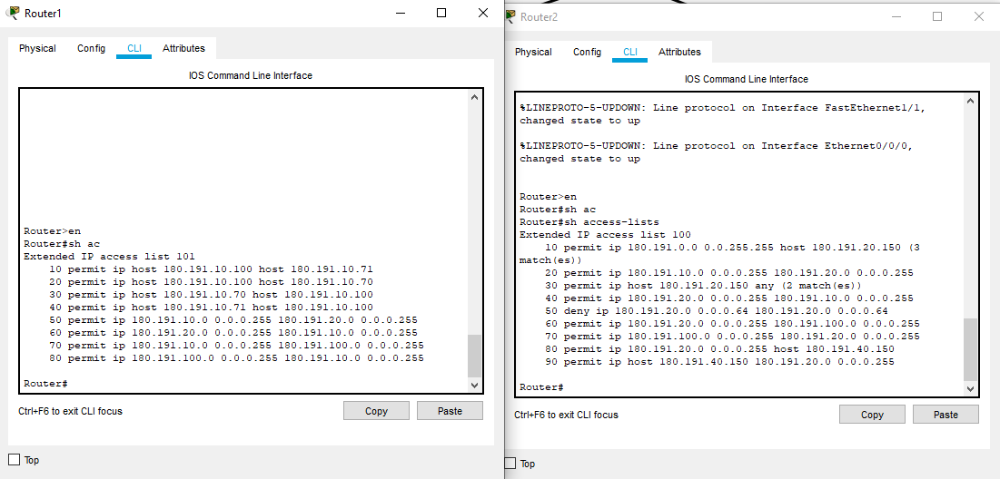 Router1
Physical Config CLI Attributes
IOS Command Line Interface
Router>en
Router#sh ac
Extended IP access list 101
10 permit ip host 180.191.10.100 host 180.191.10.71
20 permit ip host 180.191.10.100 host 180.191.10.70
30 permit ip host 180.191.10.70 host 180.191.10.100
40 permit ip host 180.191.10.71 host 180.191.10.100
50 permit ip 180.191.10.0 0.0.0.255 180.191.20.0 0.0.0.255
60 permit ip 180.191.20.0 0.0.0.255 180.191.10.0 0.0.0.255
70 permit ip 180.191.10.0 0.0.0.255 180.191.100.0 0.0.0.255
80 permit ip 180.191.100.0 0.0.0.255 180.191.10.0 0.0.0.255
Router#
Ctrl+F6 to exit CLI focus
Copy Paste
Top
Router2
Physical Config CLI Attributes
IOS Command Line Interface
%LINEPROTO-5-UPDOWN: Line protocol on Interface FastEthernet1/1,
changed state to up
%LINEPROTO-5-UPDOWN: Line protocol on Interface Ethernet0/0/0,
changed state to up
Router>en
Router#sh ac
Router#sh access-lists
Extended IP access list 100
10 permit ip 180.191.0.0 0.0.255.255 host 180.191.20.150 (3
match(es))
20 permit ip 180.191.10.0 0.0.0.255 180.191.20.0 0.0.0.255
30 permit ip host 180.191.20.150 any (2 match(es))
40 permit ip 180.191.20.0 0.0.0.255 180.191.10.0 0.0.0.255
50 deny ip 180.191.20.0 0.0.0.64 180.191.20.0 0.0.0.64
60 permit ip 180.191.20.0 0.0.0.255 180.191.100.0 0.0.0.255
70 permit ip 180.191.100.0 0.0.0.255 180.191.20.0 0.0.0.255
80 permit ip 180.191.20.0 0.0.0.255 host 180.191.40.150
90 permit ip host 180.191.40.150 180.191.20.0 0.0.0.255
Router#
Ctrl+F6 to exit CLI focus
Copy Paste
Top